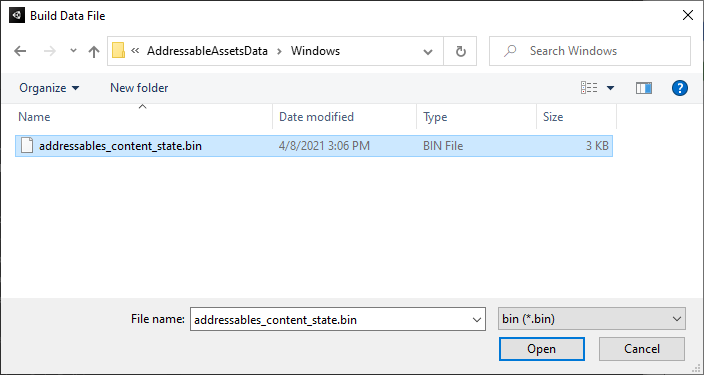 Build Data File
« AddressableAssetsData › Windows
Search Windows
Organize
New folder
?
Name
Date modified
Type
Size
addressables_content_state.bin
4/8/2021 3:06 PM
BIN File
3 KB
File name:
addressables_content_state.bin
bin (*.bin)
Open
Cancel